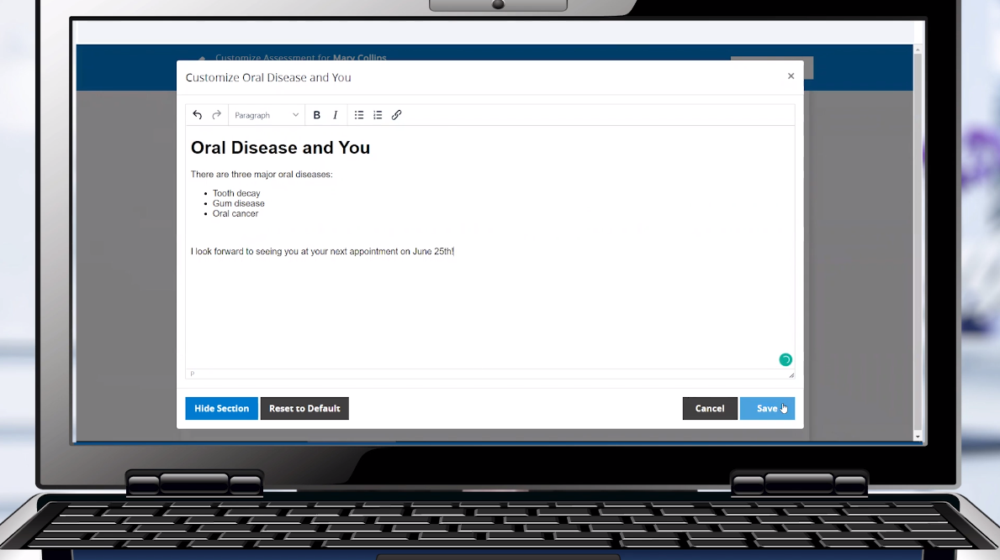 Customize Assessment for Mary Collins
Customize Oral Disease and You
Paragraph
B I
Oral Disease and You
There are three major oral diseases:
Tooth decay
Gum disease
Oral cancer
I look forward to seeing you at your next appointment on June 25th!
P
Hide Section Reset to Default Cancel Save